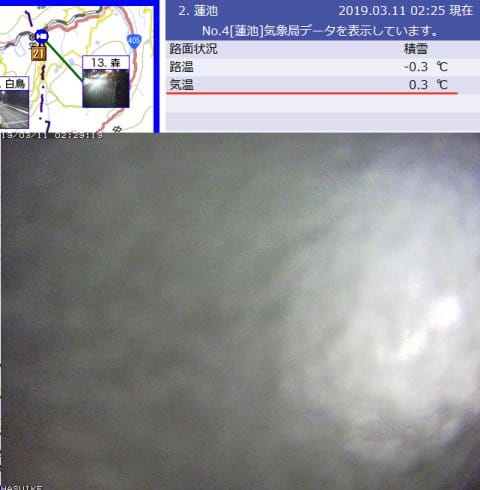 2. 蓮池 2019.03.11 02:25 現在
No.4[蓮池]気象局データを表示しています。
路面状況 積雪
路温 -0.3 ℃
気温 0.3 ℃
405
21
13. 森
白鳥
19/03/11 02:29:19
HASUIKE